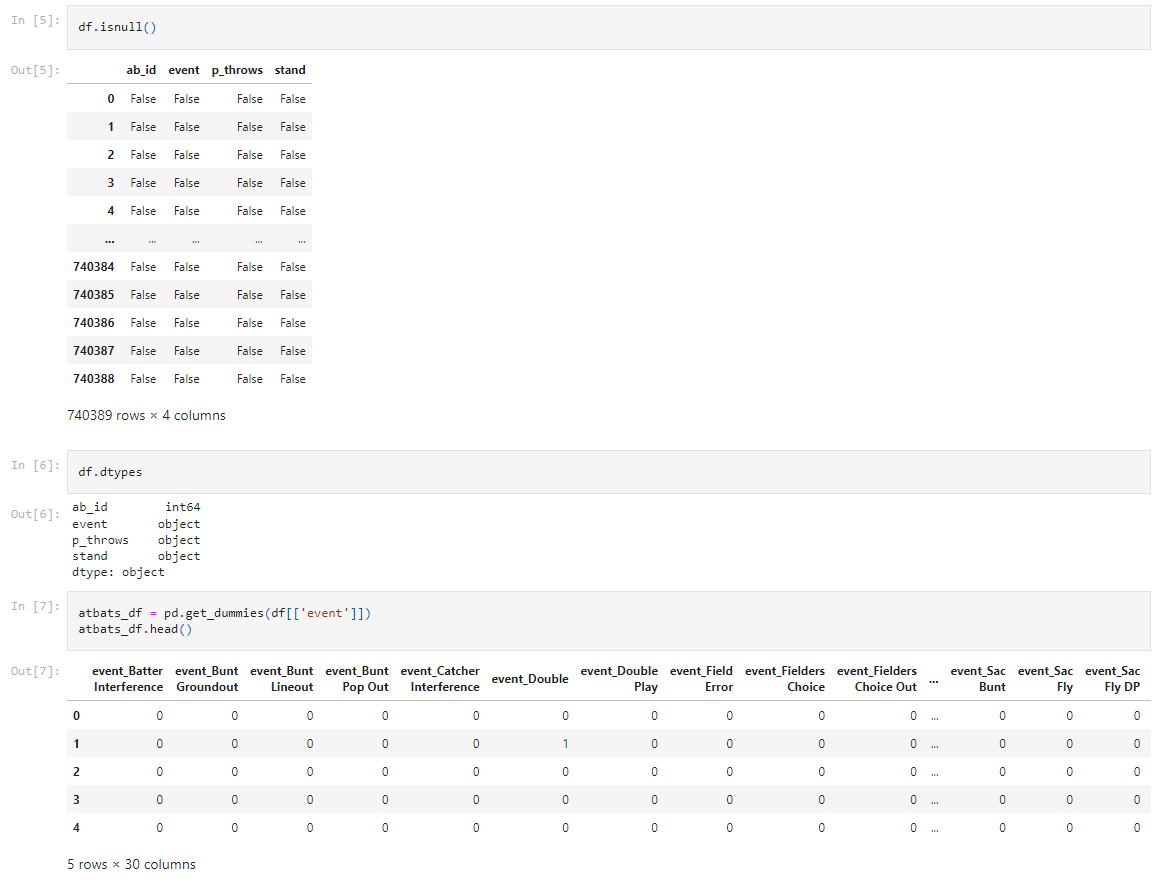 In [5]: df.isnull()
Out[5]:
ab_id event p_throws stand
0 False False False False
1 False False False False
2 False False False False
3 False False False False
4 False False False False
... ... ... ... ...
740384 False False False False
740385 False False False False
740386 False False False False
740387 False False False False
740388 False False False False
740389 rows × 4 columns
In [6]: df.dtypes
Out[6]:
ab_id int64
event object
p_throws object
stand object
dtype: object
In [7]:
atbats_df = pd.get_dummies(df[['event']])
atbats_df.head()
Out[7]:
event_Batter event_Bunt event_Bunt event_Bunt event_Catcher event_Double event_Double event_Field event_Fielders event_Fielders ... event_Sac event_Sac event_Sac
Interference Groundout Lineout Pop Out Interference Play Error Choice Choice Out Bunt Fly Fly DP
0 0 0 0 0 0 0 0 0 0 0 ... 0 0 0
1 0 0 0 0 0 1 0 0 0 0 ... 0 0 0
2 0 0 0 0 0 0 0 0 0 0 ... 0 0 0
3 0 0 0 0 0 0 0 0 0 0 ... 0 0 0
4 0 0 0 0 0 0 0 0 0 0 ... 0 0 0
5 rows × 30 columns